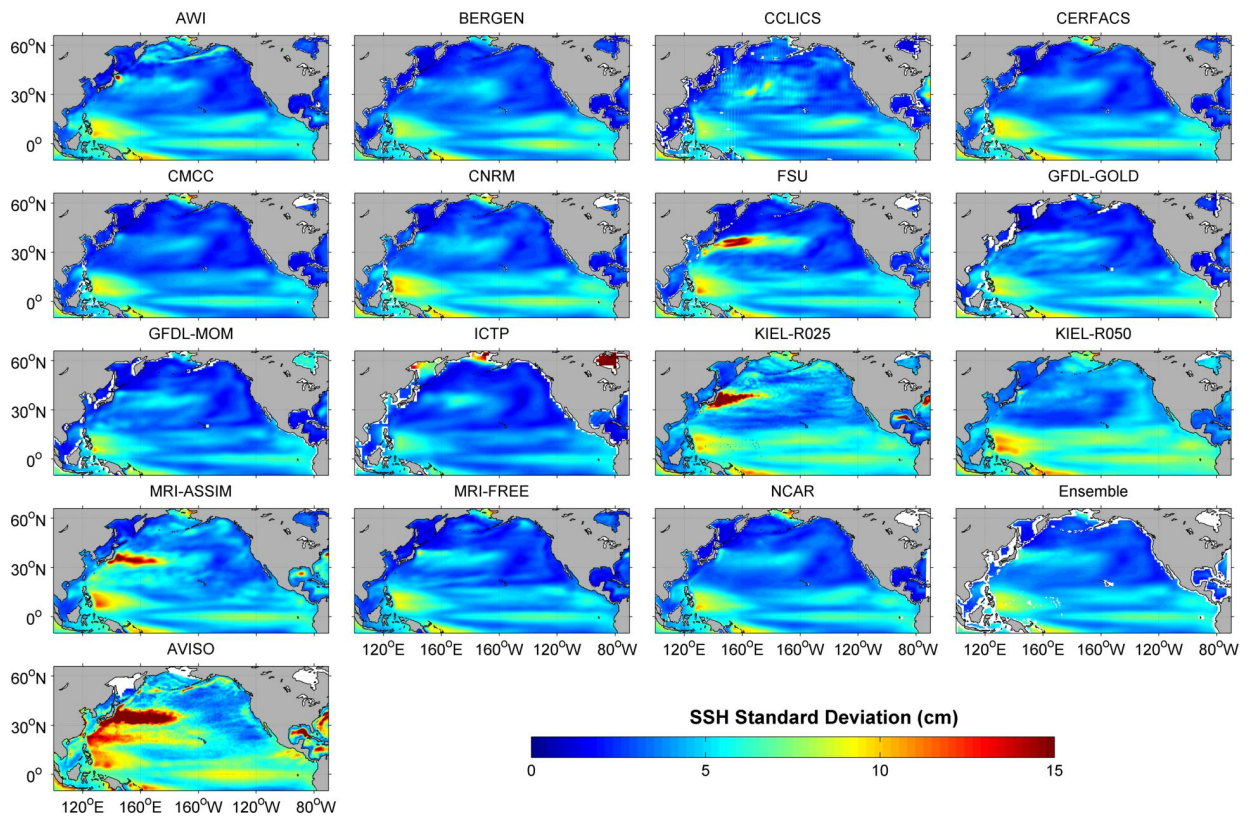 AWI BERGEN CCLICS CERFACS
60°N
30°N
0°
CMCC CNRM FSU GFDL-GOLD
60°N
30°N
0°
GFDL-MOM ICTP KIEL-R025 KIEL-R050
60°N
30°N
0°
MRI-ASSIM MRI-FREE NCAR Ensemble
60°N
30°N
0°
120°E 160°E 160°W 120°W 80°W 120°E 160°E 160°W 120°W 80°W 120°E 160°E 160°W 120°W 80°W
AVISO
60°N
30°N
0°
120°E 160°E 160°W 120°W 80°W
SSH Standard Deviation (cm)
0 5 10 15